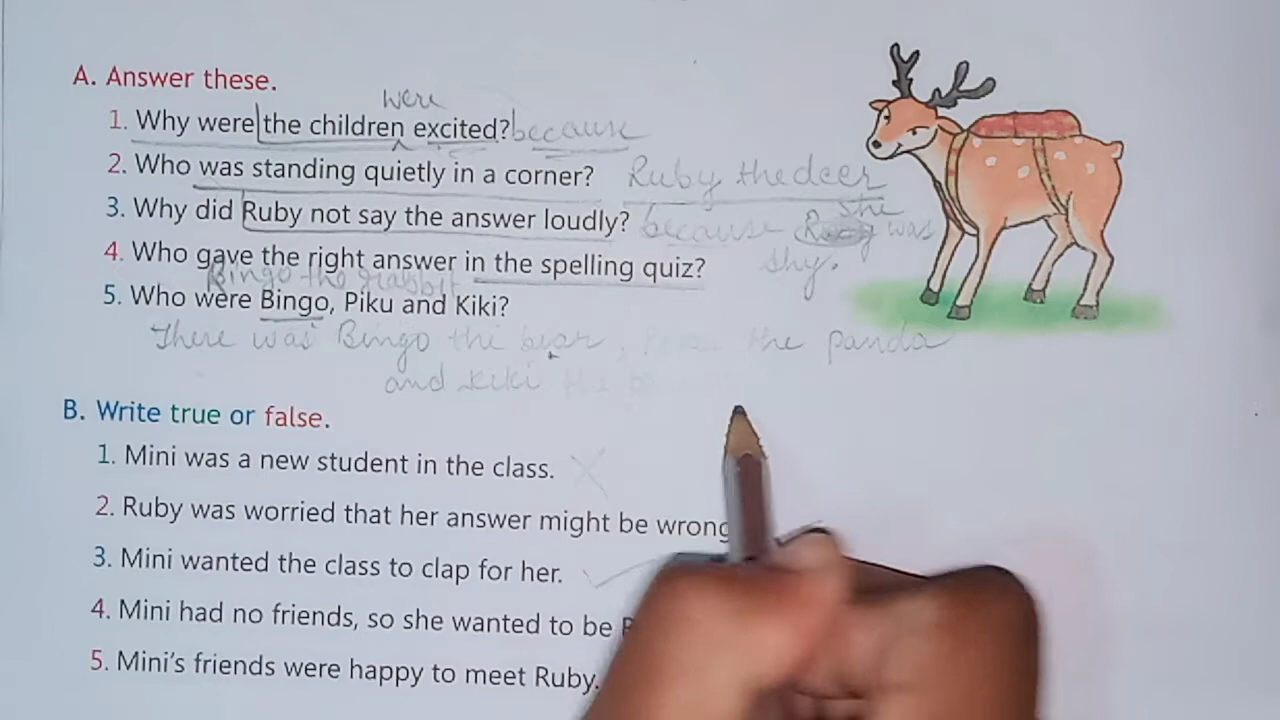 A. Answer these.
were
1. Why were the children excited? because
2. Who was standing quietly in a corner? Ruby the deer
she
3. Why did Ruby not say the answer loudly? because was
4. Who gave the right answer in the spelling quiz? shy.
Bingo the rabbit
5. Who were Bingo, Piku and Kiki?
There was Bingo the bear, the panda
and Kiki
B. Write true or false.
1. Mini was a new student in the class.
2. Ruby was worried that her answer might be wrong
3. Mini wanted the class to clap for her.
4. Mini had no friends, so she wanted to be
5. Mini's friends were happy to meet Ruby.